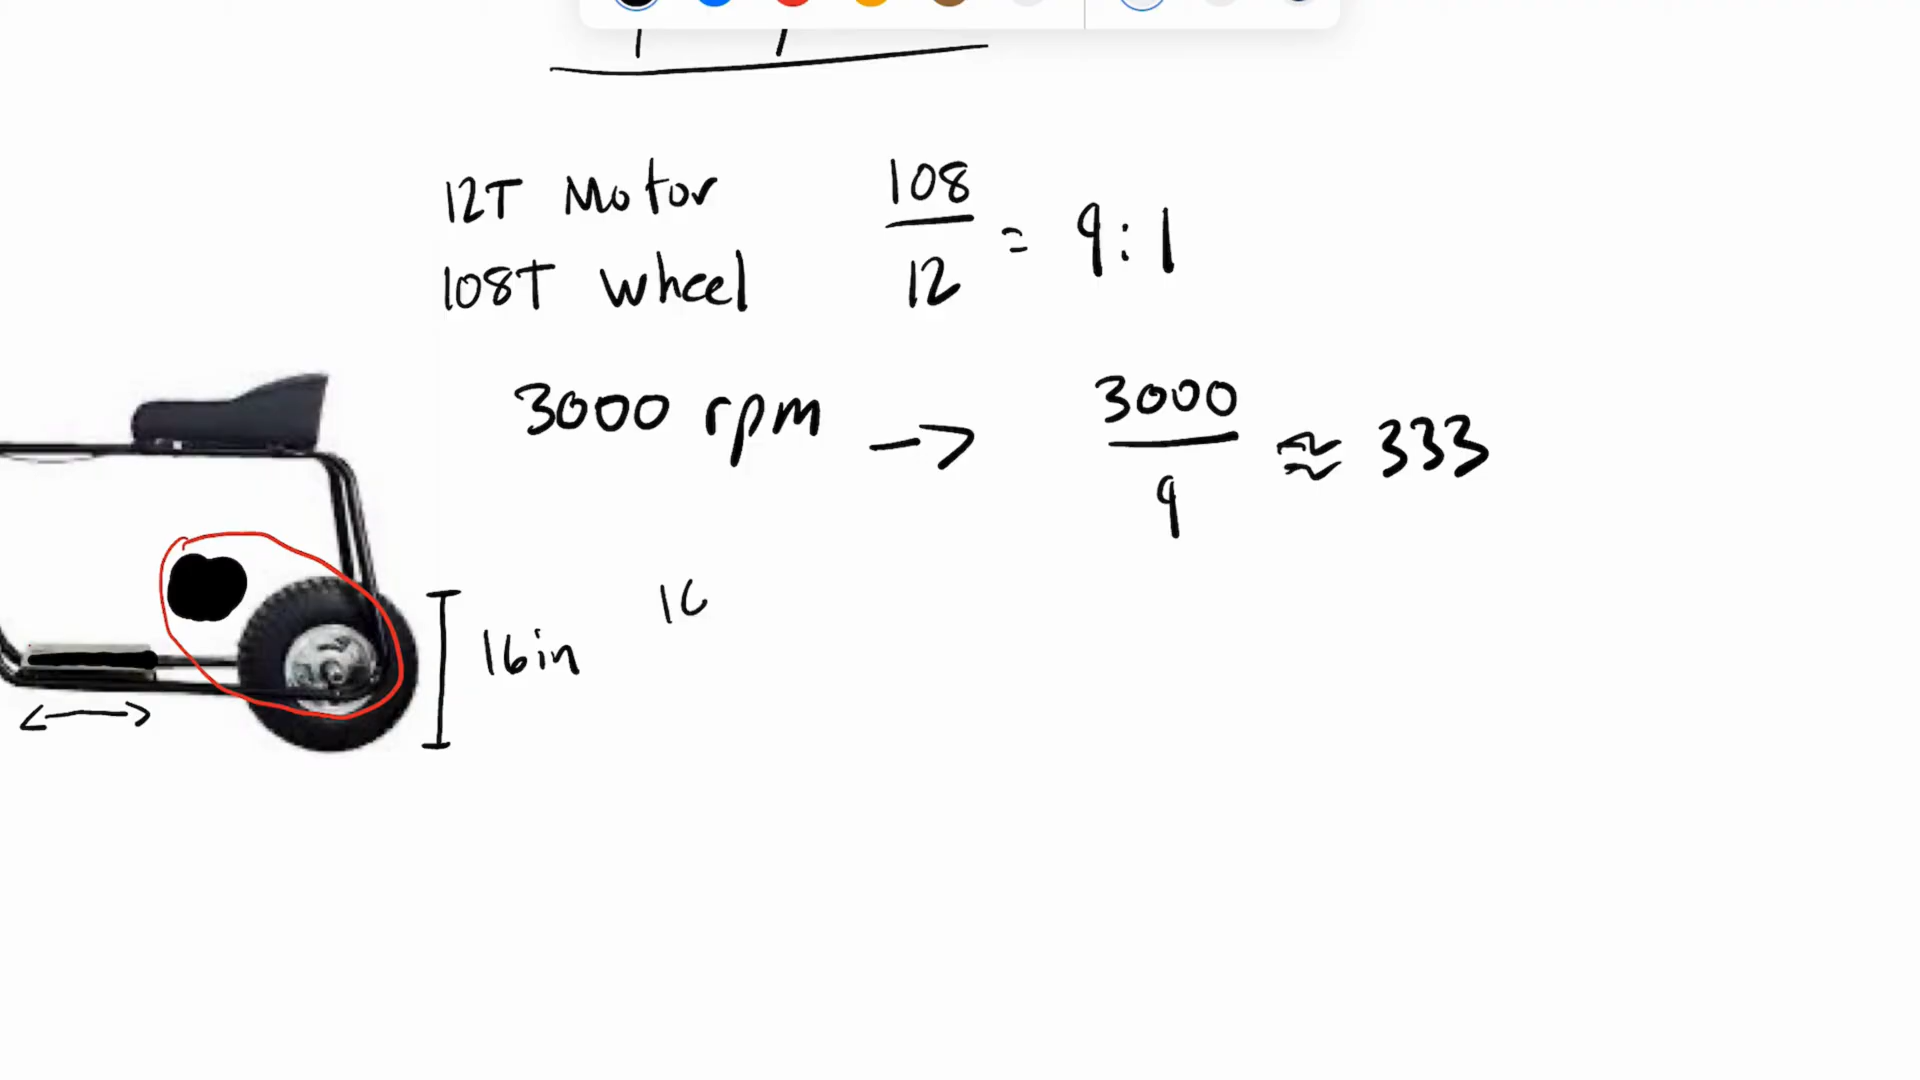 12T Motor
108T Wheel
108
12
= 9:1
3000 rpm → 3000
9
≈ 333
16in